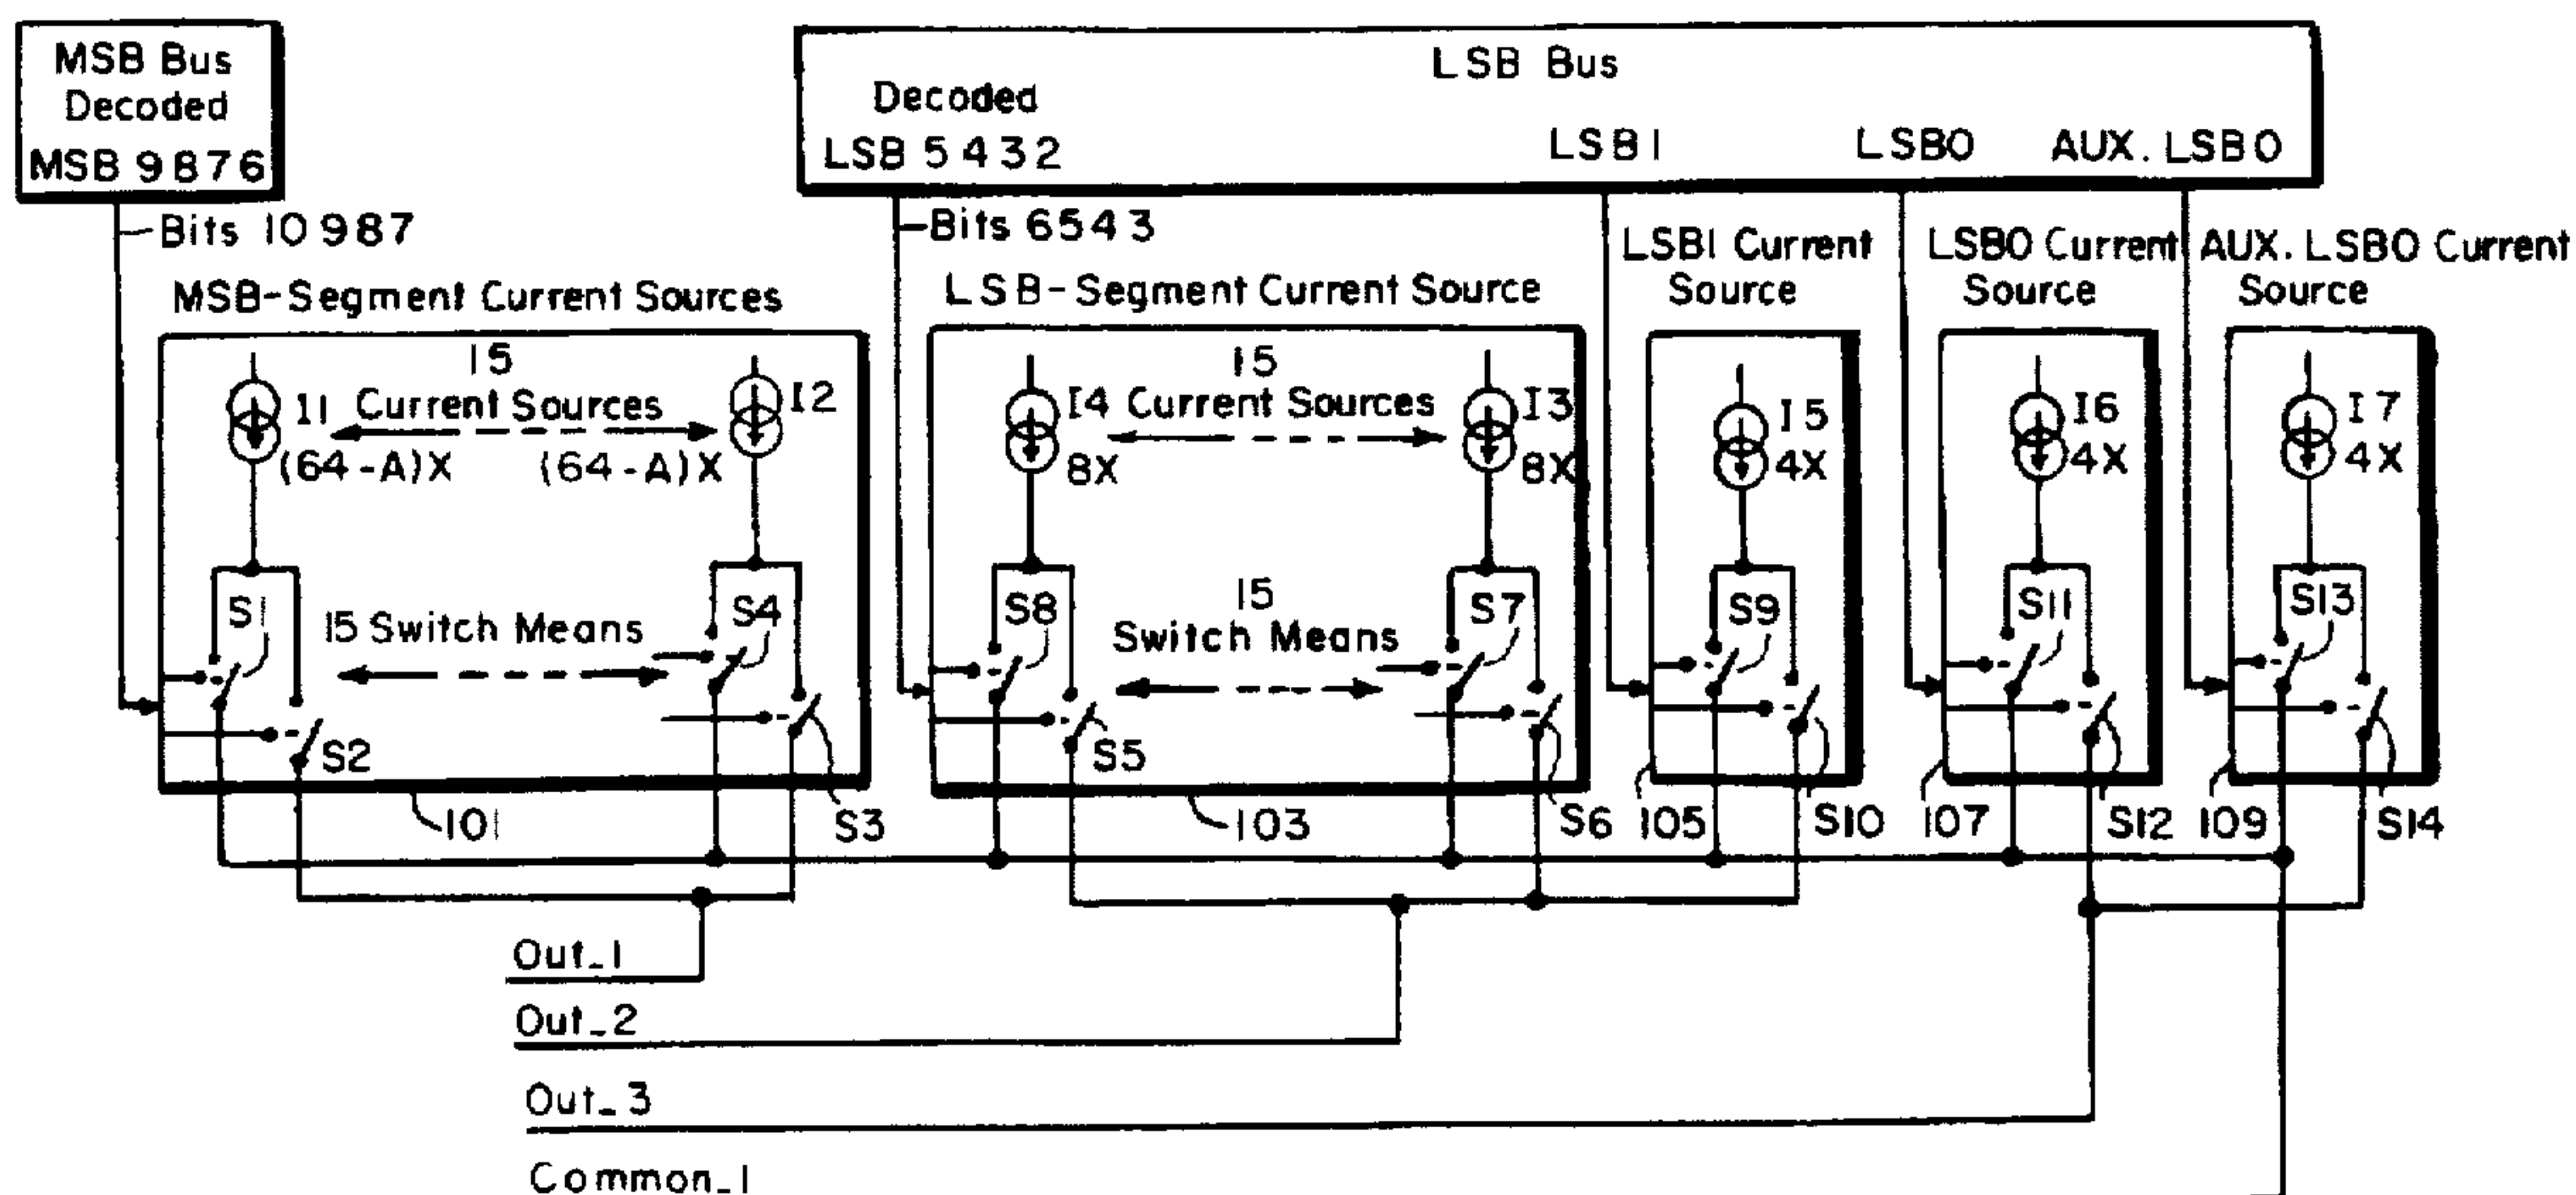 MSB Bus
Decoded
MSB 9876
LSB Bus
Decoded
LSB 5432
LSB1
LSB0
AUX. LSB0
Bits 10 987
Bits 6543
MSB-Segment Current Sources
LSB-Segment Current Source
LSB1 Current
Source
LSB0 Current
Source
AUX. LSB0 Current
Source
15
Current Sources
I1
(64-A)X
I2
(64-A)X
15
Current Sources
I4
8X
I3
8X
I5
4X
I6
4X
I7
4X
S1
15 Switch Means
S4
S2
S3
101
S8
15
Switch Means
S7
S5
S6
103
S9
S10
105
S11
S12
107
S13
S14
109
Out_1
Out_2
Out_3
Common_1